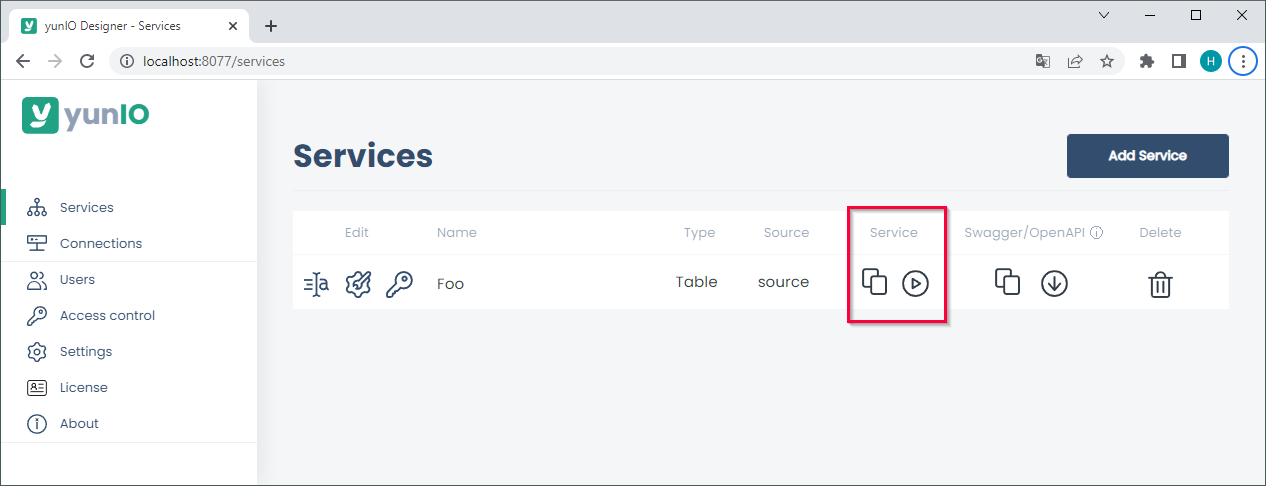 yunIO Designer - Services
localhost:8077/services
H
yunIO
Services
Add Service
Services
Connections
Users
Access control
Settings
License
About
Edit Name Type Source Service Swagger/OpenAPI
Delete
Foo Table source